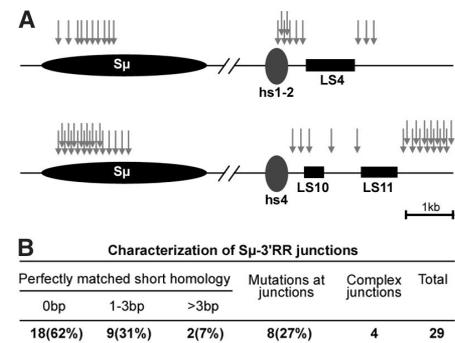 A
Sµ
hs1-2
LS4
Sµ
hs4
LS10
LS11
1kb
B
Characterization of Sµ-3'RR junctions
Perfectly matched short homology
Mutations at junctions
Complex junctions
Total
0bp
1-3bp
>3bp
18(62%)
9(31%)
2(7%)
8(27%)
4
29